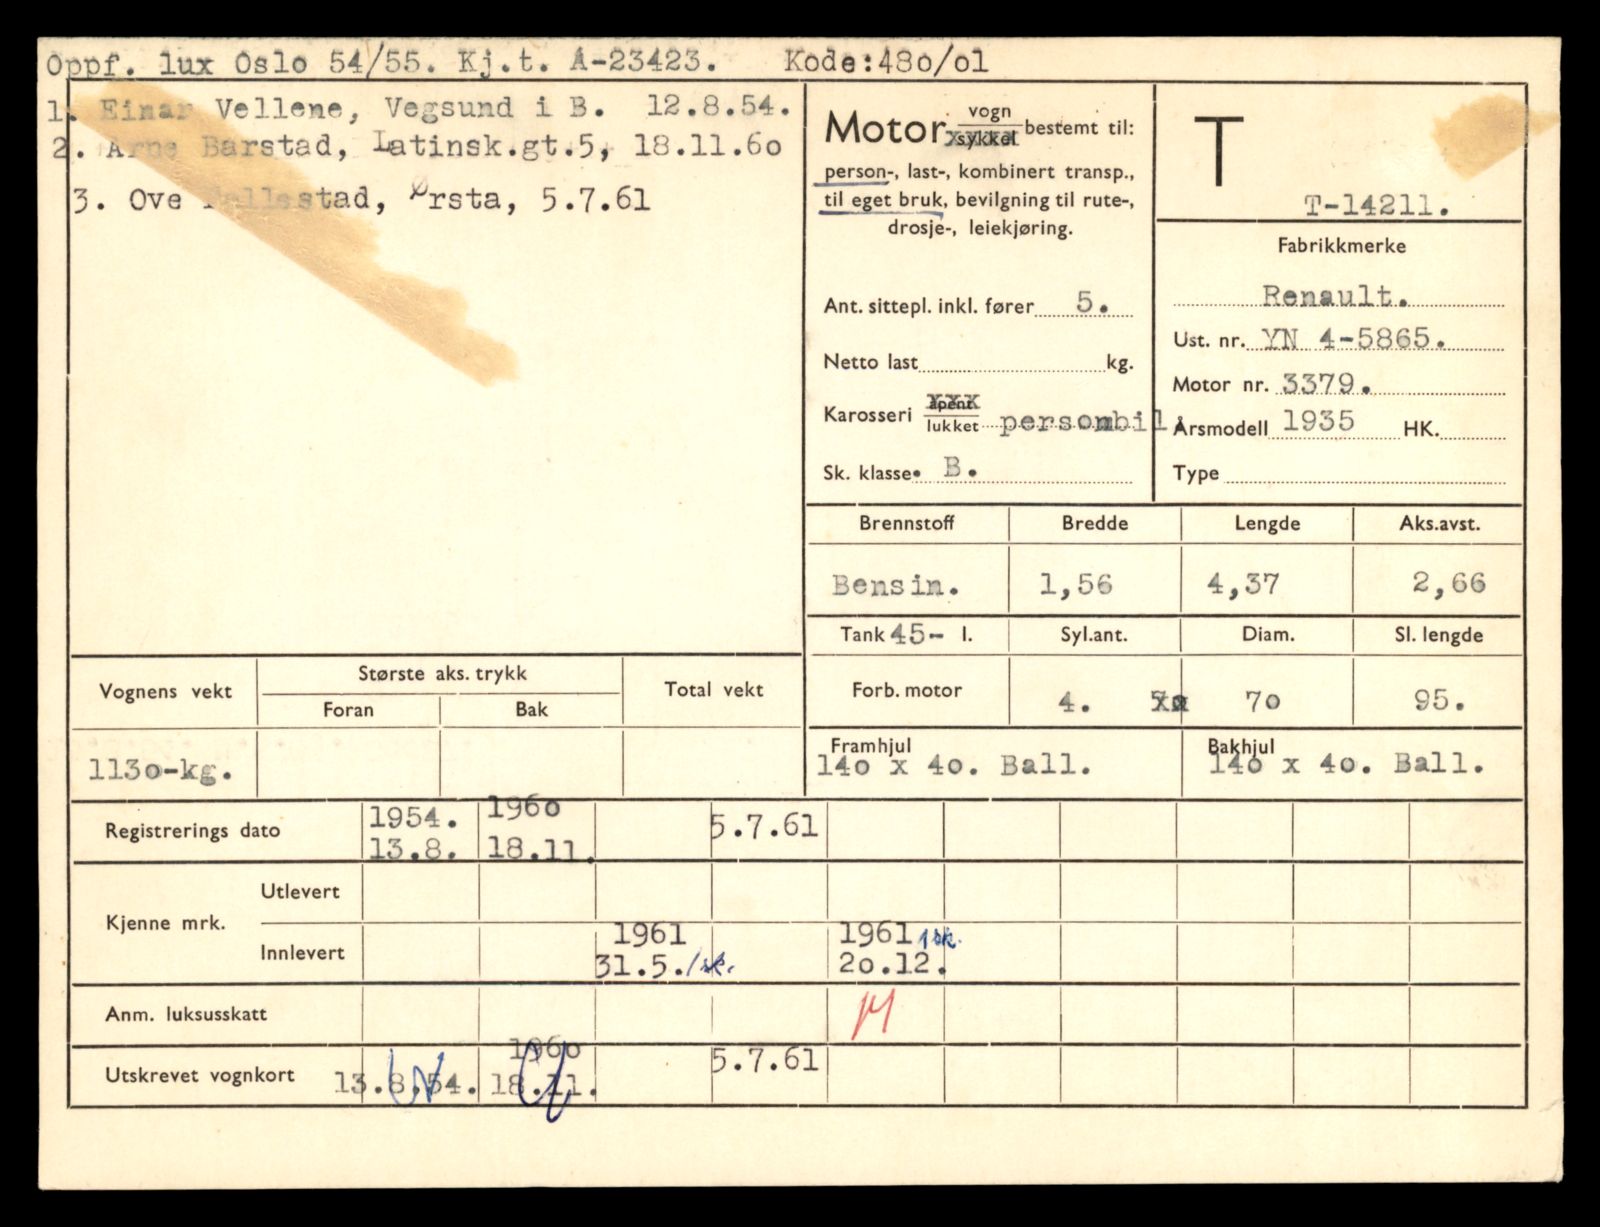 Oppf. lux Oslo 54/55. Kj.t. A-23423. Kode:480/01
1. Einar Vellene, Vegsund i B. 12.8.54.
2. Arne Barstad, Latinsk.gt.5, 18.11.60
3. Ove Følle­stad, Ørsta, 5.7.61
Motor vogn
sykkel bestemt til:
person-, last-, kombinert transp.,
til eget bruk, bevilgning til rute-,
drosje-, leiekjøring.
Ant. sittepl. inkl. fører 5.
Netto last kg.
Karosseri åpent
lukket personbil.
Sk. klasse. B.
T
T-14211.
Fabrikkmerke
Renault.
Ust. nr. YN 4-5865.
Motor nr. 3379.
Årsmodell 1935 HK.
Type
Brennstoff Bredde Lengde Aks.avst.
Bensin. 1,56 4,37 2,66
Tank 45- l. Syl.ant. Diam. Sl. lengde
Forb. motor 4. 70 95.
Framhjul Bakhjul
140 x 40. Ball. 140 x 40. Ball.
Vognens vekt Største aks. trykk Total vekt
Foran Bak
1130-kg.
Registrerings dato 1954. 1960 5.7.61
13.8. 18.11.
Kjenne mrk. Utlevert
Innlevert 1961 1961 /sk.
31.5. /sk. 20.12.
Anm. luksusskatt
Utskrevet vognkort 1960 5.7.61
13.8.54. 18.11.